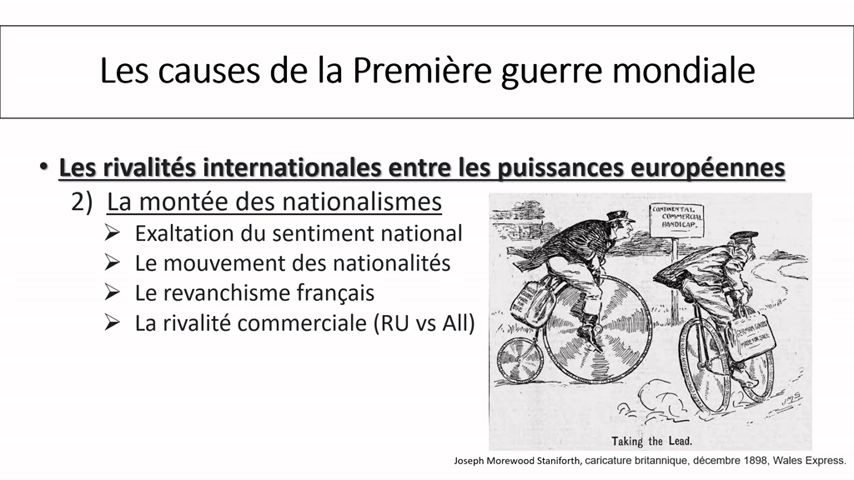 Les causes de la Première guerre mondiale
• Les rivalités internationales entre les puissances européennes
2) La montée des nationalismes
➢ Exaltation du sentiment national
➢ Le mouvement des nationalités
➢ Le revanchisme français
➢ La rivalité commerciale (RU vs All)
CONTINENTAL
COMMERCIAL
HANDICAP.
GERMAN GOODS
Taking the Lead.
Joseph Morewood Staniforth, caricature britannique, décembre 1898, Wales Express.